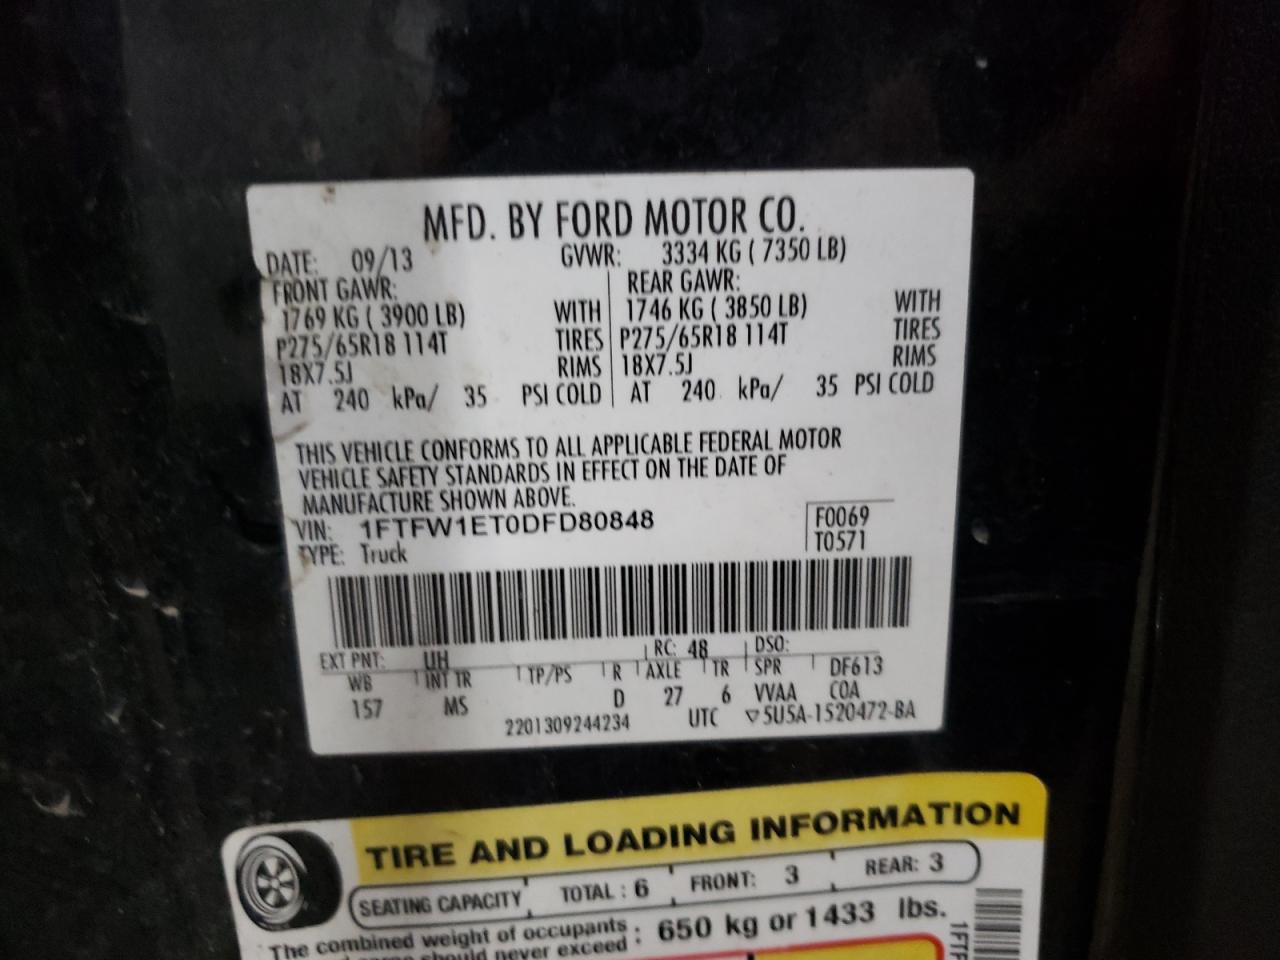 MFD. BY FORD MOTOR CO.
DATE: 09/13 GVWR: 3334 KG ( 7350 LB)
FRONT GAWR: REAR GAWR:
1769 KG ( 3900 LB) WITH 1746 KG ( 3850 LB) WITH
P275/65R18 114T TIRES P275/65R18 114T TIRES
18X7.5J RIMS 18X7.5J RIMS
AT 240 kPa/ 35 PSI COLD AT 240 kPa/ 35 PSI COLD
THIS VEHICLE CONFORMS TO ALL APPLICABLE FEDERAL MOTOR
VEHICLE SAFETY STANDARDS IN EFFECT ON THE DATE OF
MANUFACTURE SHOWN ABOVE.
VIN: 1FTFW1ET0DFD80848 F0069
TYPE: Truck T0571
EXT PNT: UH RC: 48 DSO:
WB INT TR TP/PS R AXLE TR SPR DF613
157 MS D 27 6 VVAA COA
2201309244234 UTC ▽5U5A-1520472-BA
TIRE AND LOADING INFORMATION
SEATING CAPACITY TOTAL : 6 FRONT: 3 REAR: 3
The combined weight of occupants : 650 kg or 1433 lbs.
should never exceed :
1FTF